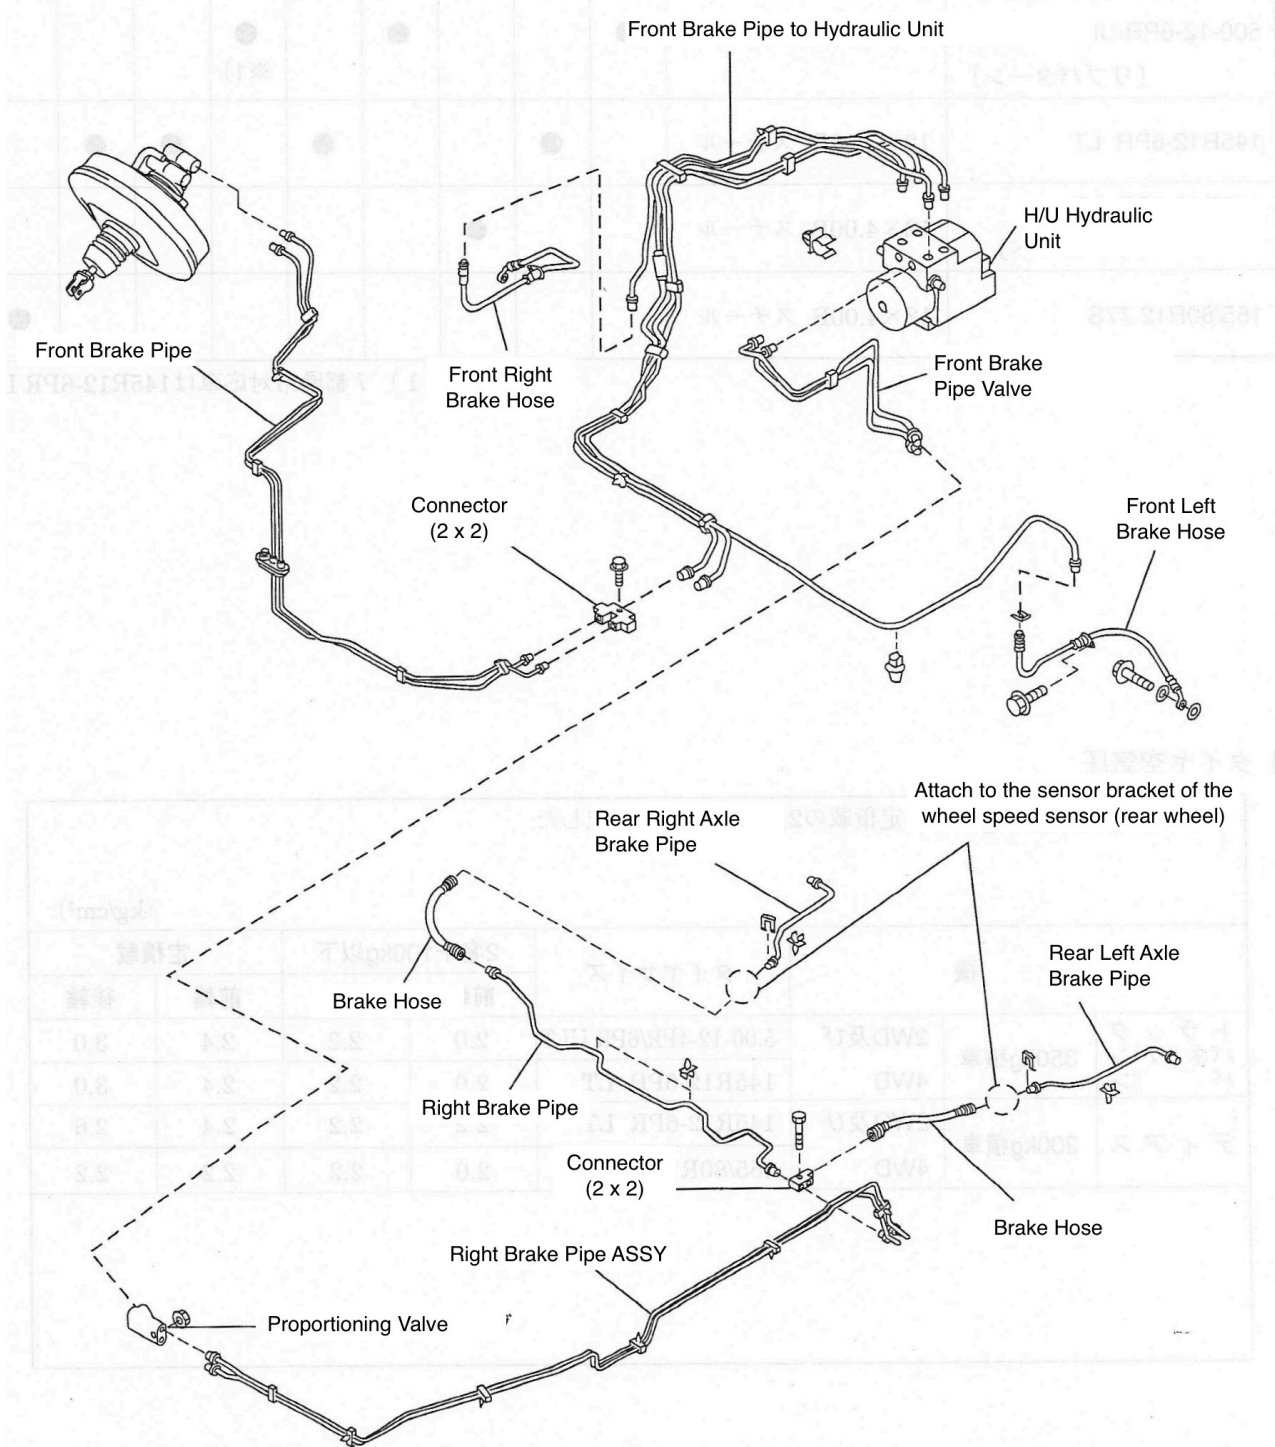 Front Brake Pipe to Hydraulic Unit
H/U Hydraulic
Unit
Front Brake Pipe
Front Right
Brake Hose
Front Brake
Pipe Valve
Connector
(2 x 2)
Front Left
Brake Hose
Attach to the sensor bracket of the
wheel speed sensor (rear wheel)
Rear Right Axle
Brake Pipe
Rear Left Axle
Brake Pipe
Brake Hose
Right Brake Pipe
Connector
(2 x 2)
Brake Hose
Right Brake Pipe ASSY
Proportioning Valve